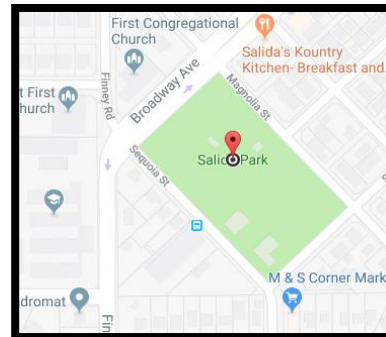 First Congregational
Church
Salida's Kountry
Kitchen- Breakfast and
Finney Rd
Broadway Ave
Magnolia St
t First
hurch
Salida Park
Sequoia St
M & S Corner Mark
dromat
Fin